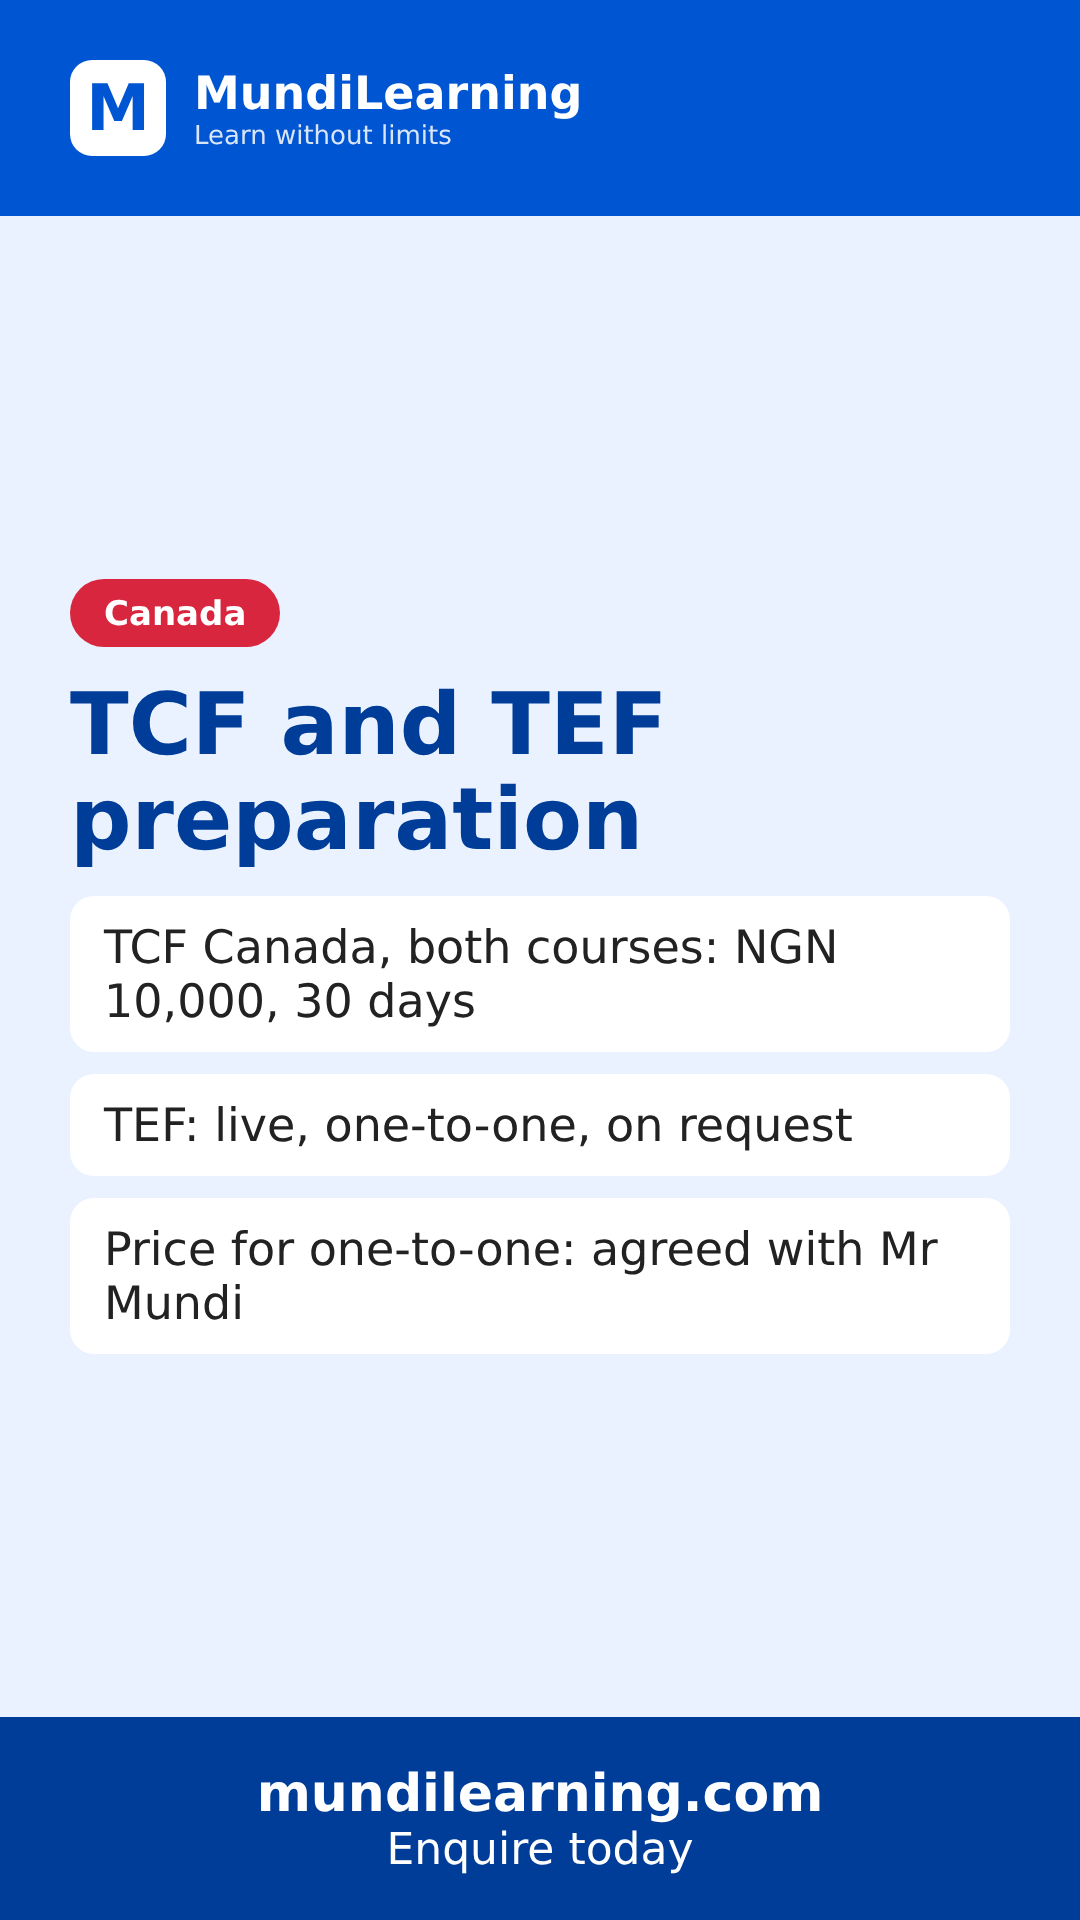 M
MundiLearning
Learn without limits
Canada
TCF and TEF
preparation
TCF Canada, both courses: NGN
10,000, 30 days
TEF: live, one-to-one, on request
Price for one-to-one: agreed with Mr
Mundi
mundilearning.com
Enquire today